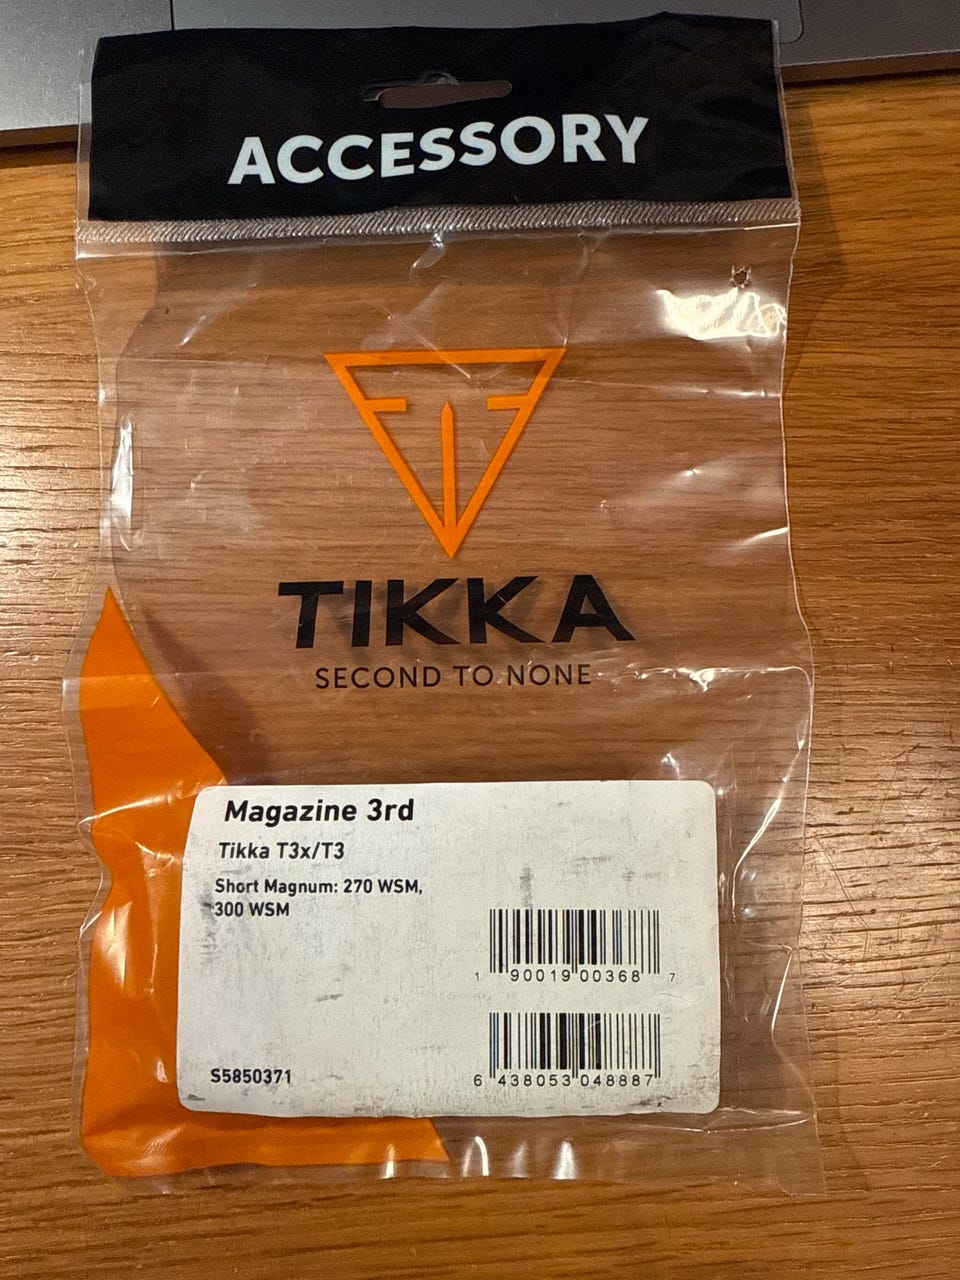 ACCESSORY
TIKKA
SECOND TO NONE
Magazine 3rd
Tikka T3x/T3
Short Magnum: 270 WSM,
300 WSM
1 90019 00368 7
S5850371
6 438053 048887